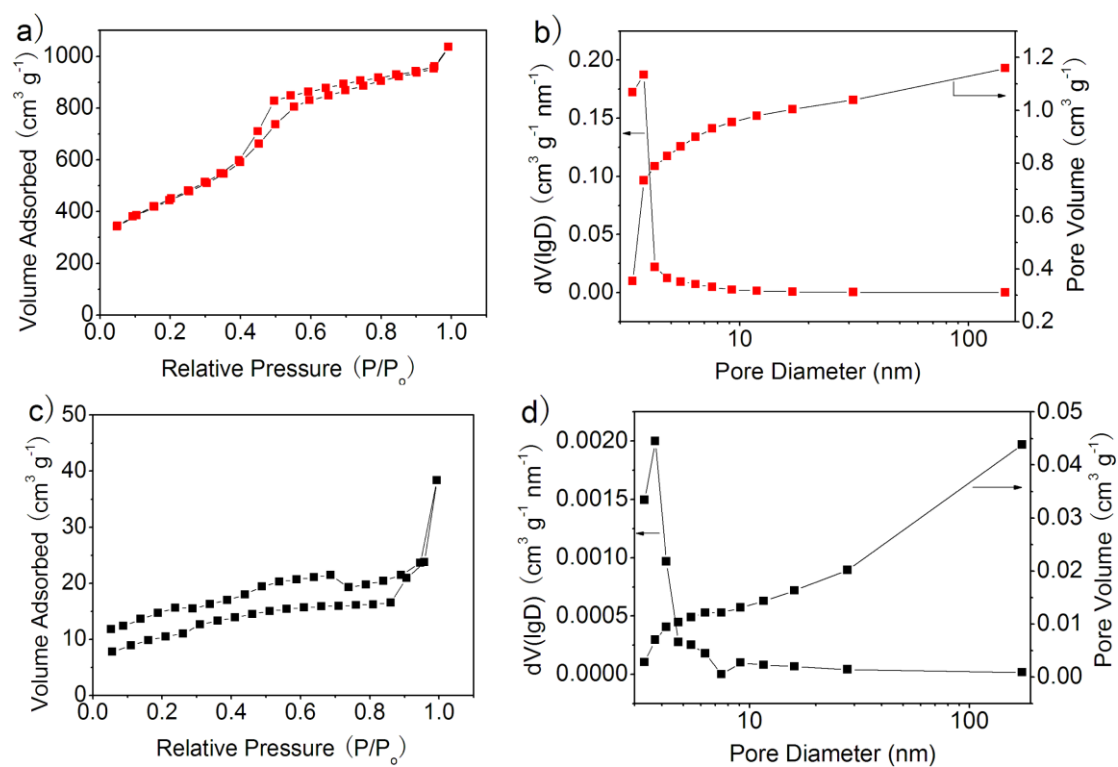 a)
1000
800
600
400
200
0
Volume Adsorbed (cm³ g⁻¹)
0.0 0.2 0.4 0.6 0.8 1.0
Relative Pressure (P/Pₒ)
b)
0.20
0.15
0.10
0.05
0.00
dV(lgD) (cm³ g⁻¹ nm⁻¹)
1.2
1.0
0.8
0.6
0.4
0.2
Pore Volume (cm³ g⁻¹)
10 100
Pore Diameter (nm)
c)
50
40
30
20
10
0
Volume Adsorbed (cm³ g⁻¹)
0.0 0.2 0.4 0.6 0.8 1.0
Relative Pressure (P/Pₒ)
d)
0.0020
0.0015
0.0010
0.0005
0.0000
dV(lgD) (cm³ g⁻¹ nm⁻¹)
0.05
0.04
0.03
0.02
0.01
0.00
Pore Volume (cm³ g⁻¹)
10 100
Pore Diameter (nm)